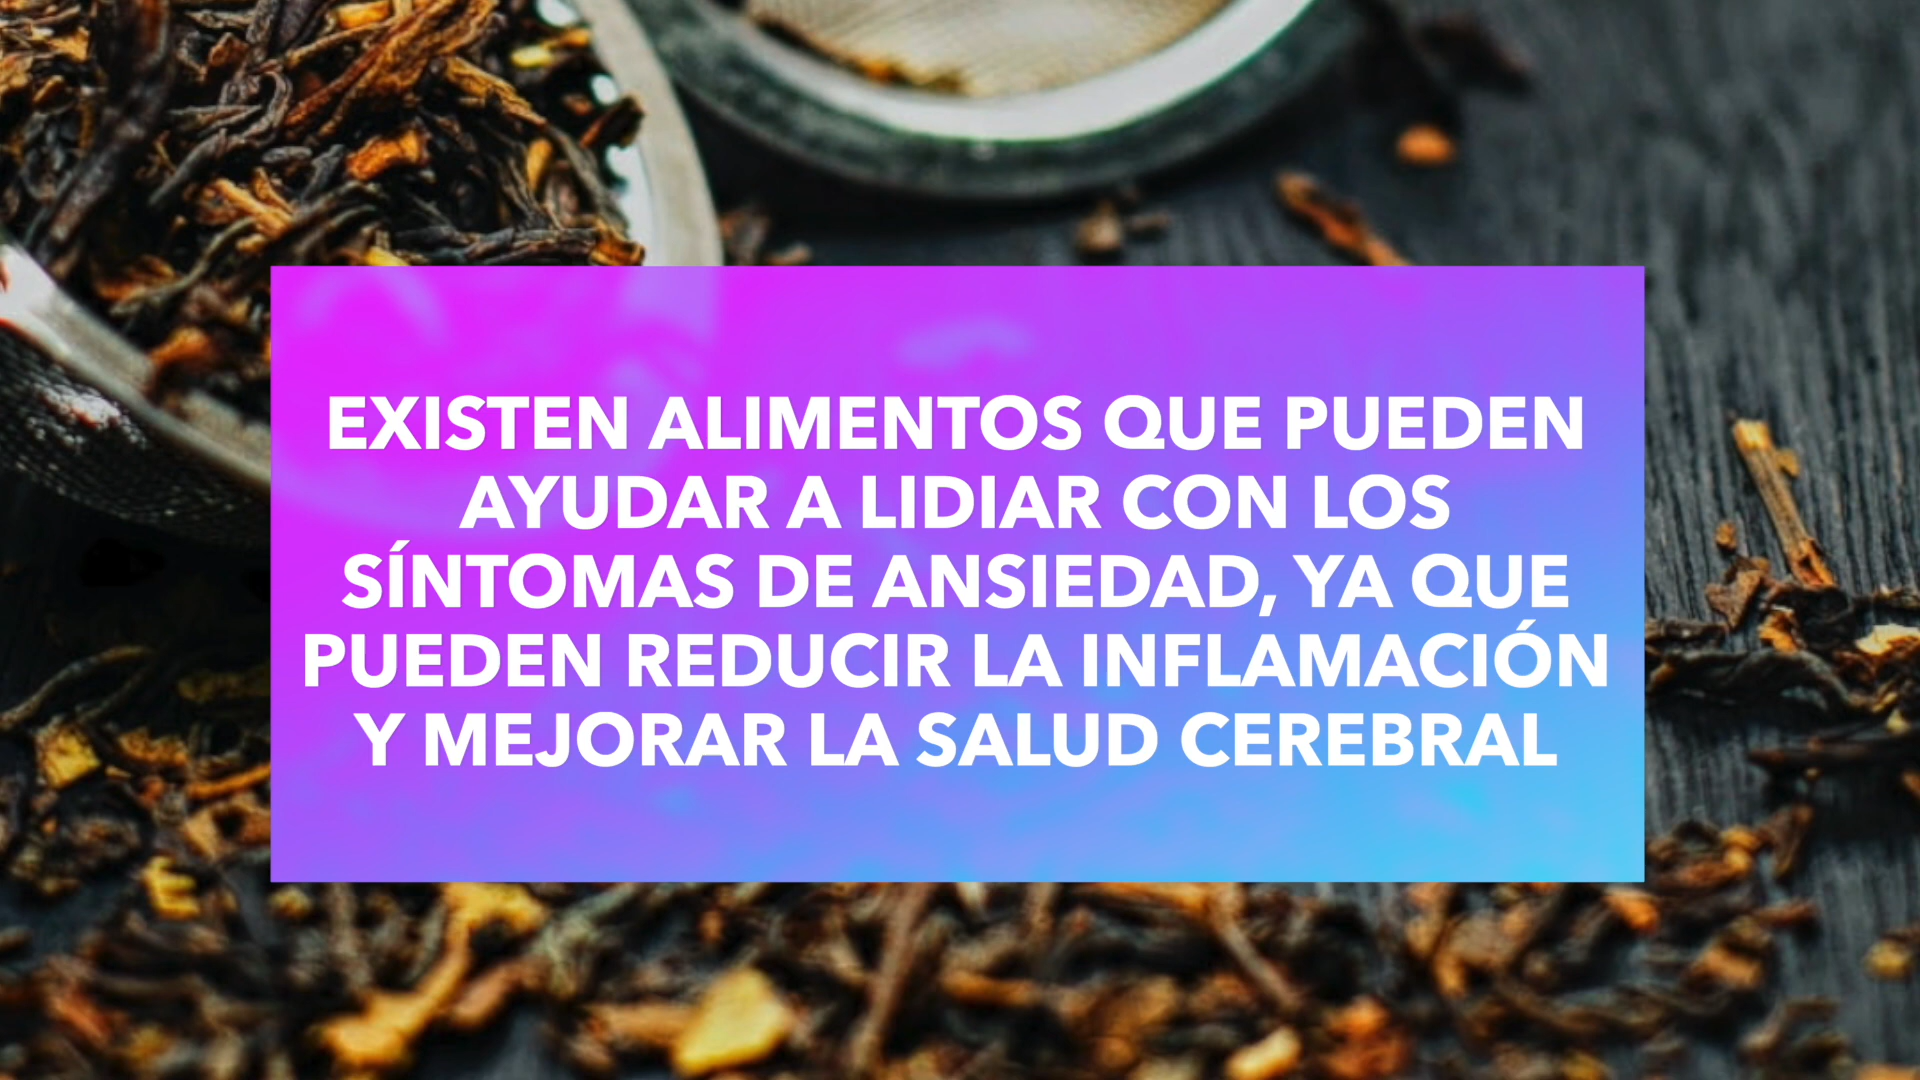 EXISTEN ALIMENTOS QUE PUEDEN
AYUDAR A LIDIAR CON LOS
SÍNTOMAS DE ANSIEDAD, YA QUE
PUEDEN REDUCIR LA INFLAMACIÓN
Y MEJORAR LA SALUD CEREBRAL